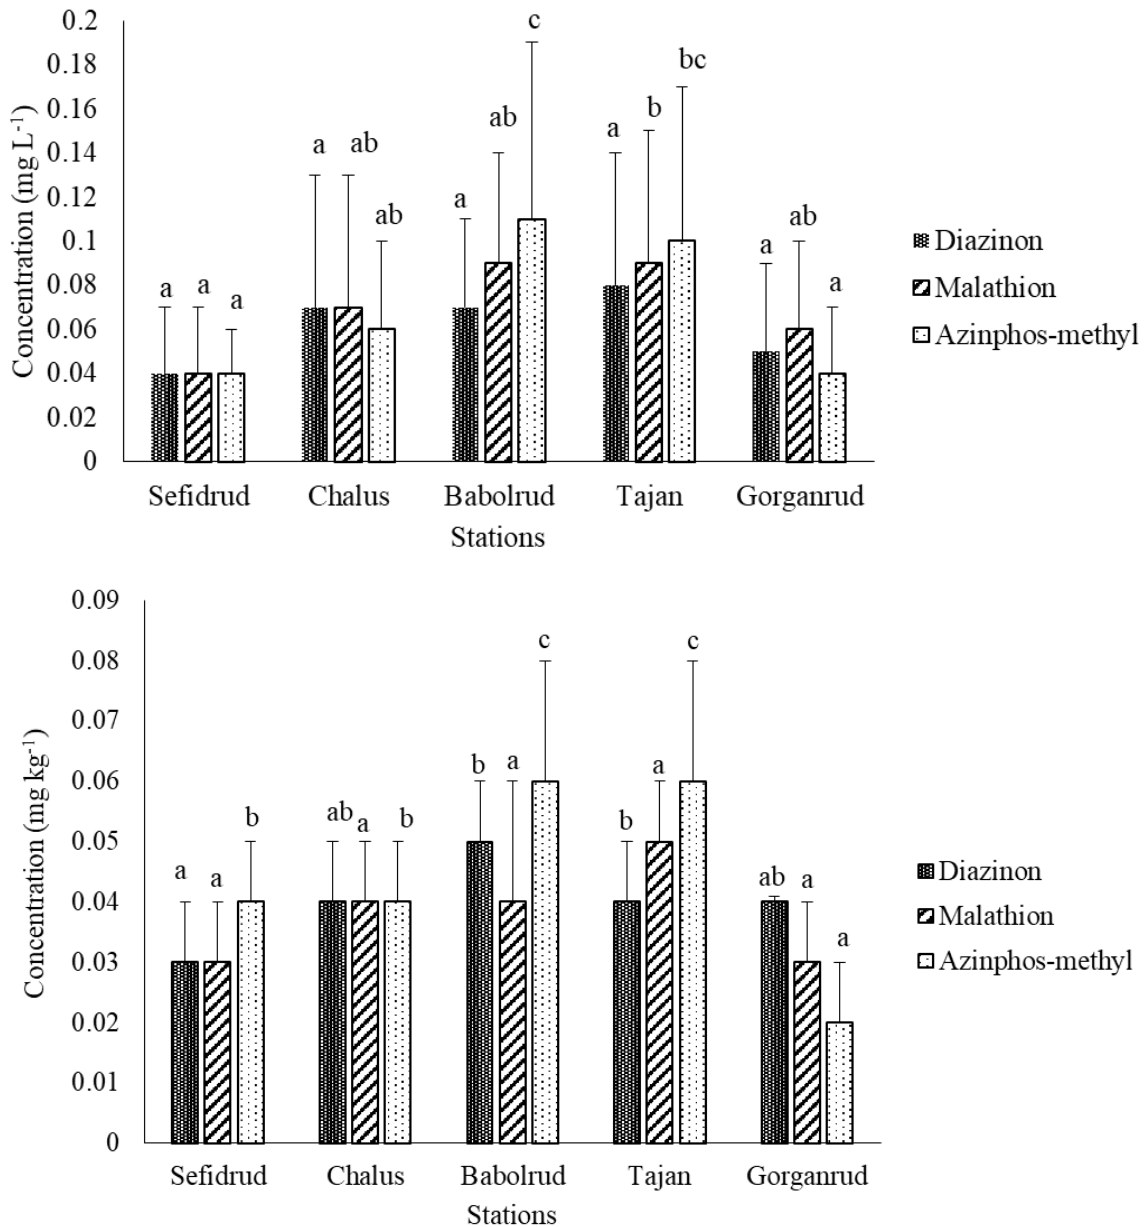 0.2
0.18
0.16
0.14
0.12
0.1
0.08
0.06
0.04
0.02
0
Concentration (mg L⁻¹)
a a a
a ab ab
a ab c
a b bc
a ab a
Sefidrud Chalus Babolrud Tajan Gorganrud
Stations
Diazinon
Malathion
Azinphos-methyl
0.09
0.08
0.07
0.06
0.05
0.04
0.03
0.02
0.01
0
Concentration (mg kg⁻¹)
a a b
ab a b
b a c
b a c
ab a a
Sefidrud Chalus Babolrud Tajan Gorganrud
Stations
Diazinon
Malathion
Azinphos-methyl